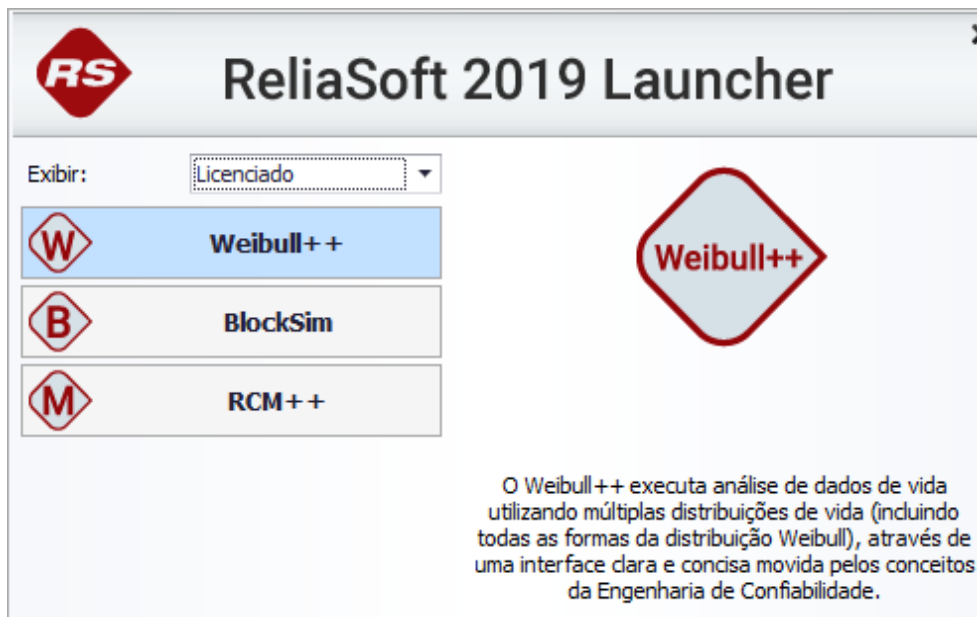 RS
ReliaSoft 2019 Launcher
Exibir:
Licenciado
W
Weibull++
B
BlockSim
M
RCM++
Weibull++
O Weibull++ executa análise de dados de vida
utilizando múltiplas distribuições de vida (incluindo
todas as formas da distribuição Weibull), através de
uma interface clara e concisa movida pelos conceitos
da Engenharia de Confiabilidade.